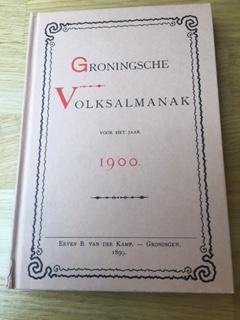 GRONINGSCHE
VOLKSALMANAK
VOOR HET JAAR
1900.
ERVEN B. VAN DER KAMP. — GRONINGEN,
1899.